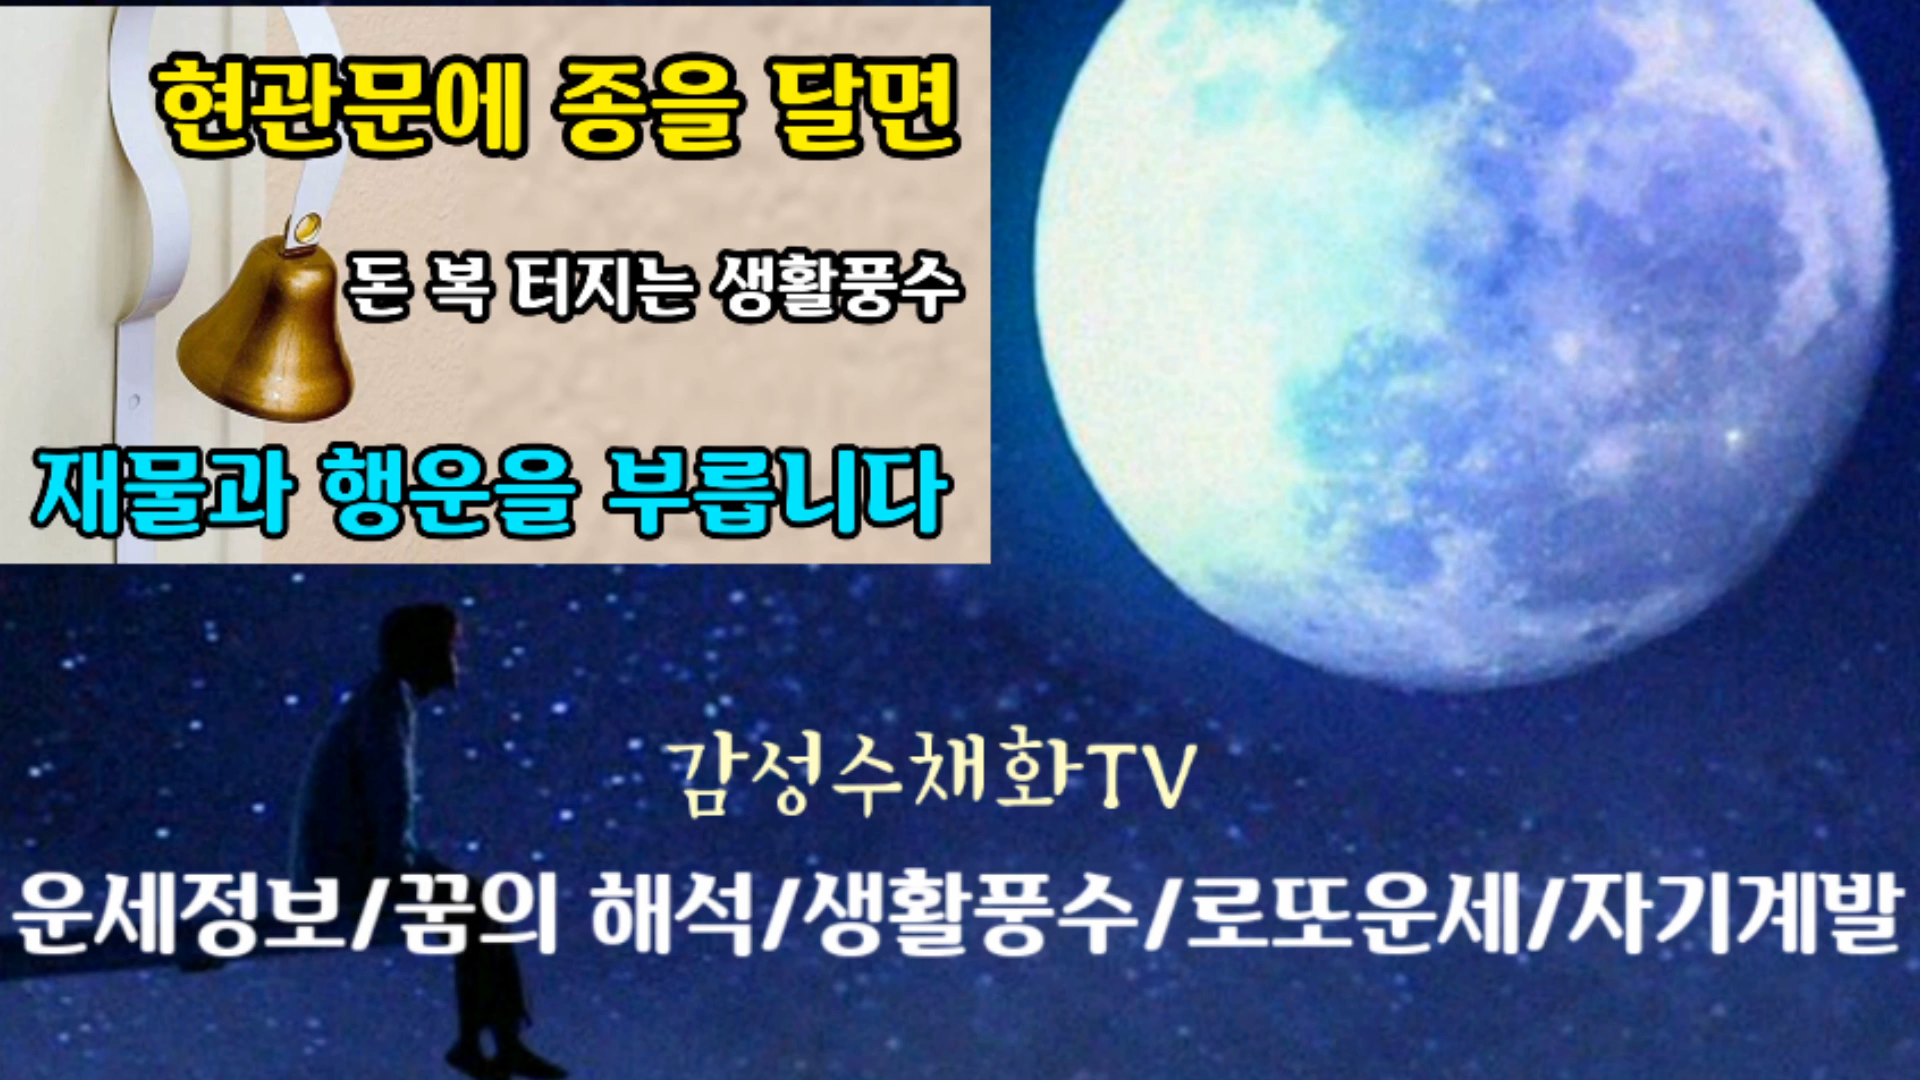 현관문에 종을 달면
돈 복 터지는 생활풍수
재물과 행운을 부릅니다
감성수채화TV
운세정보/꿈의 해석/생활풍수/로또운세/자기계발